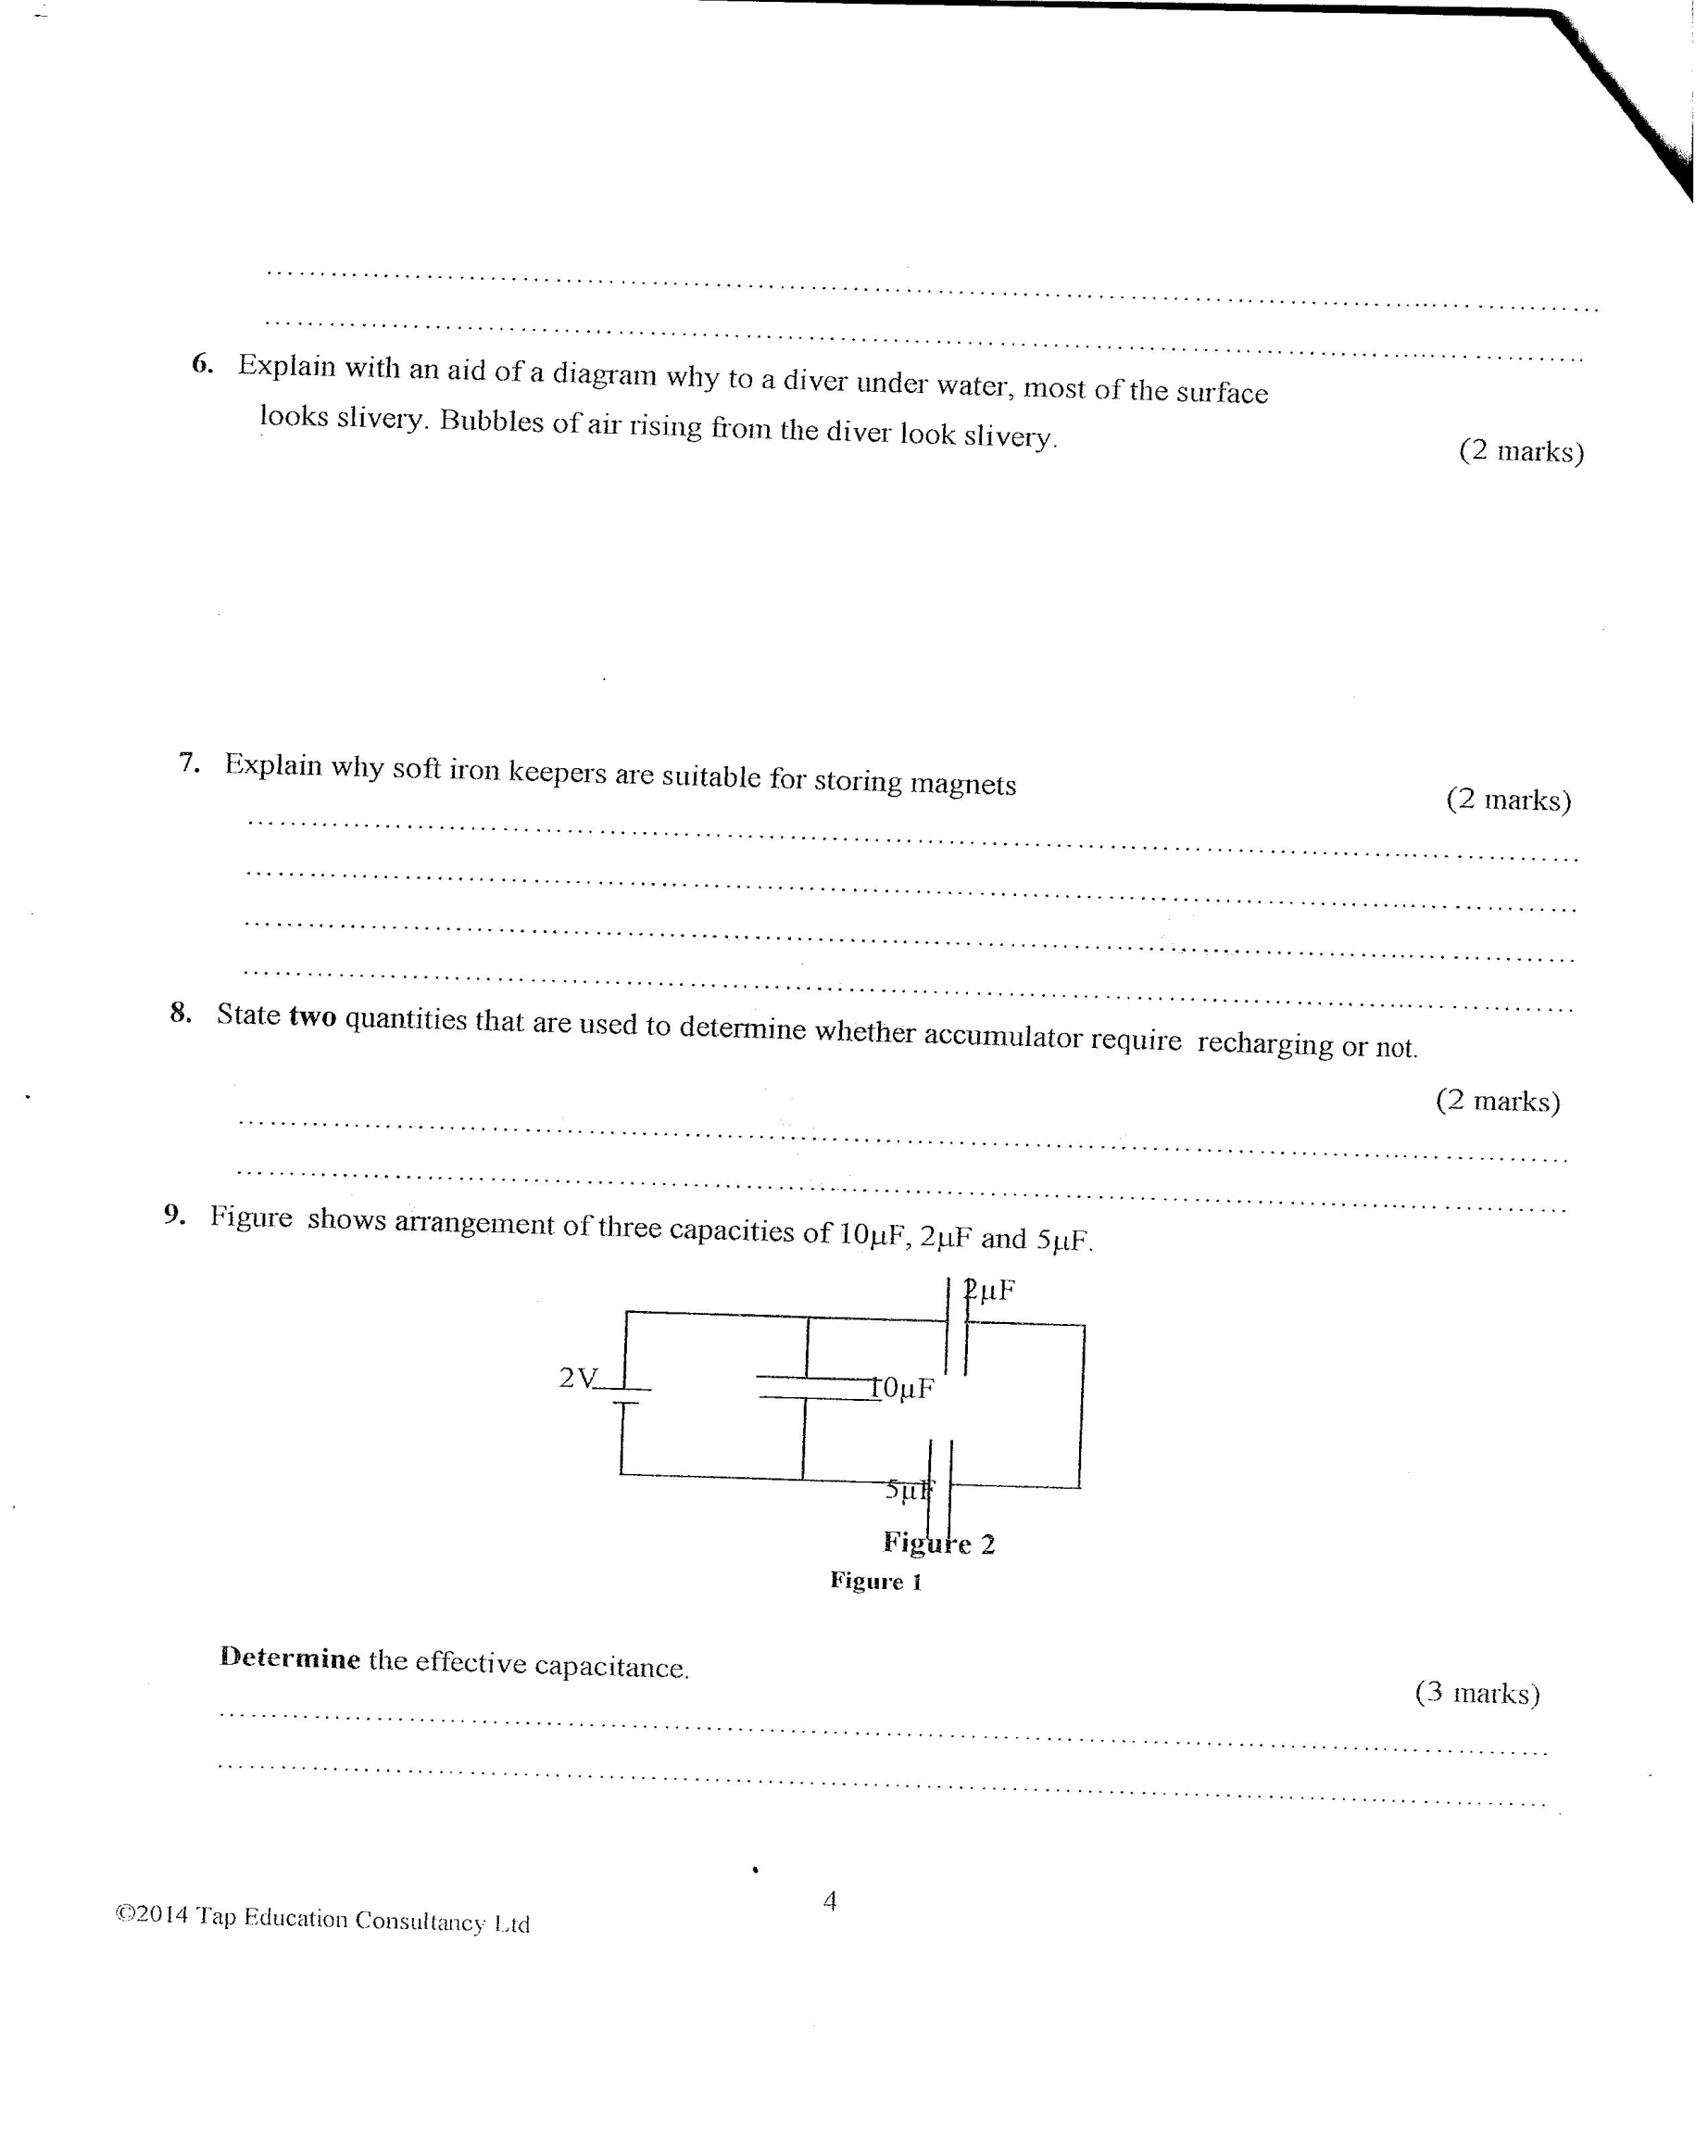 6. Explain with an aid of a diagram why to a diver under water, most of the surface
looks slivery. Bubbles of air rising from the diver look slivery.
(2 marks)
7. Explain why soft iron keepers are suitable for storing magnets
(2 marks)
8. State two quantities that are used to determine whether accumulator require recharging or not.
(2 marks)
9. Figure shows arrangement of three capacities of 10µF, 2µF and 5µF.
2µF
2V
10µF
5µF
Figure 2
Figure 1
Determine the effective capacitance.
(3 marks)
4
©2014 Tap Education Consultancy Ltd